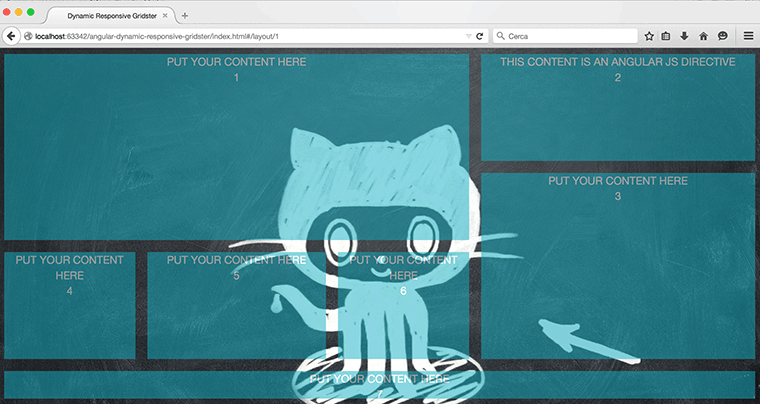 Dynamic Responsive Gridster
localhost:63342/angular-dynamic-responsive-gridster/index.html#/layout/1
Cerca
PUT YOUR CONTENT HERE
1
THIS CONTENT IS AN ANGULAR JS DIRECTIVE
2
PUT YOUR CONTENT HERE
3
PUT YOUR CONTENT
HERE
4
PUT YOUR CONTENT HERE
5
PUT YOUR CONTENT
HERE
6
PUT YOUR CONTENT HERE
7